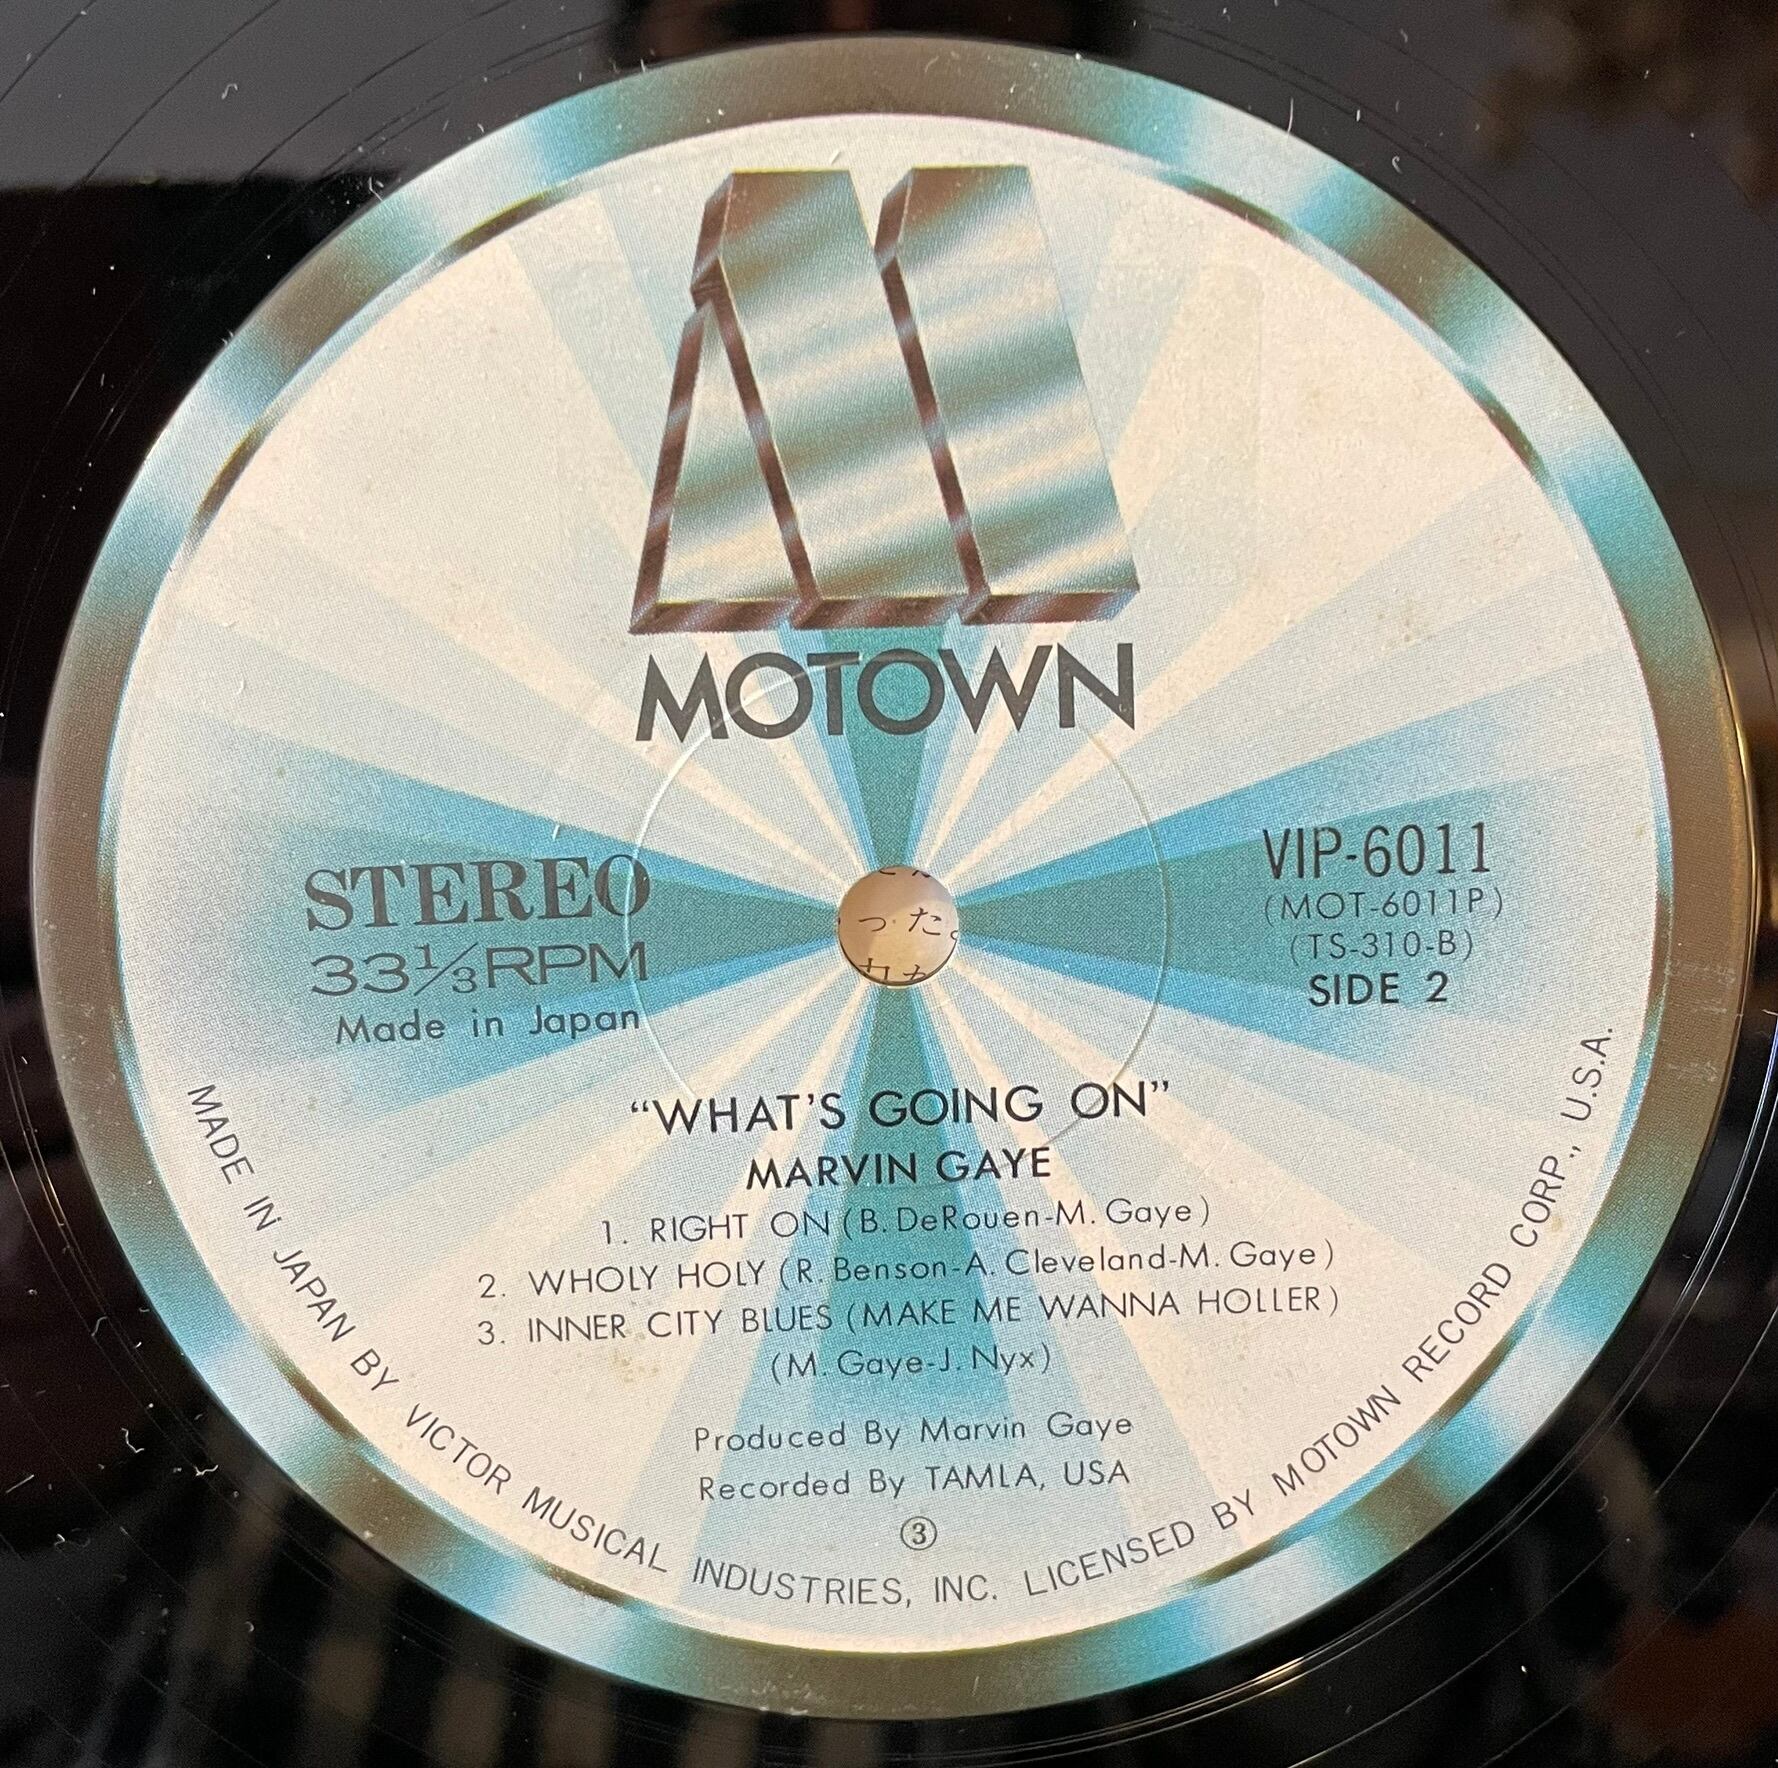 MOTOWN
STEREO
33⅓RPM
Made in Japan
VIP-6011
(MOT-6011P)
(TS-310-B)
SIDE 2
った。
“WHAT'S GOING ON”
MARVIN GAYE
1. RIGHT ON (B. DeRouen-M. Gaye)
2. WHOLY HOLY (R. Benson-A. Cleveland-M. Gaye)
3. INNER CITY BLUES (MAKE ME WANNA HOLLER)
(M. Gaye-J. Nyx)
Produced By Marvin Gaye
Recorded By TAMLA, USA
③
MADE IN JAPAN BY VICTOR MUSICAL INDUSTRIES, INC. LICENSED BY MOTOWN RECORD CORP., U.S.A.